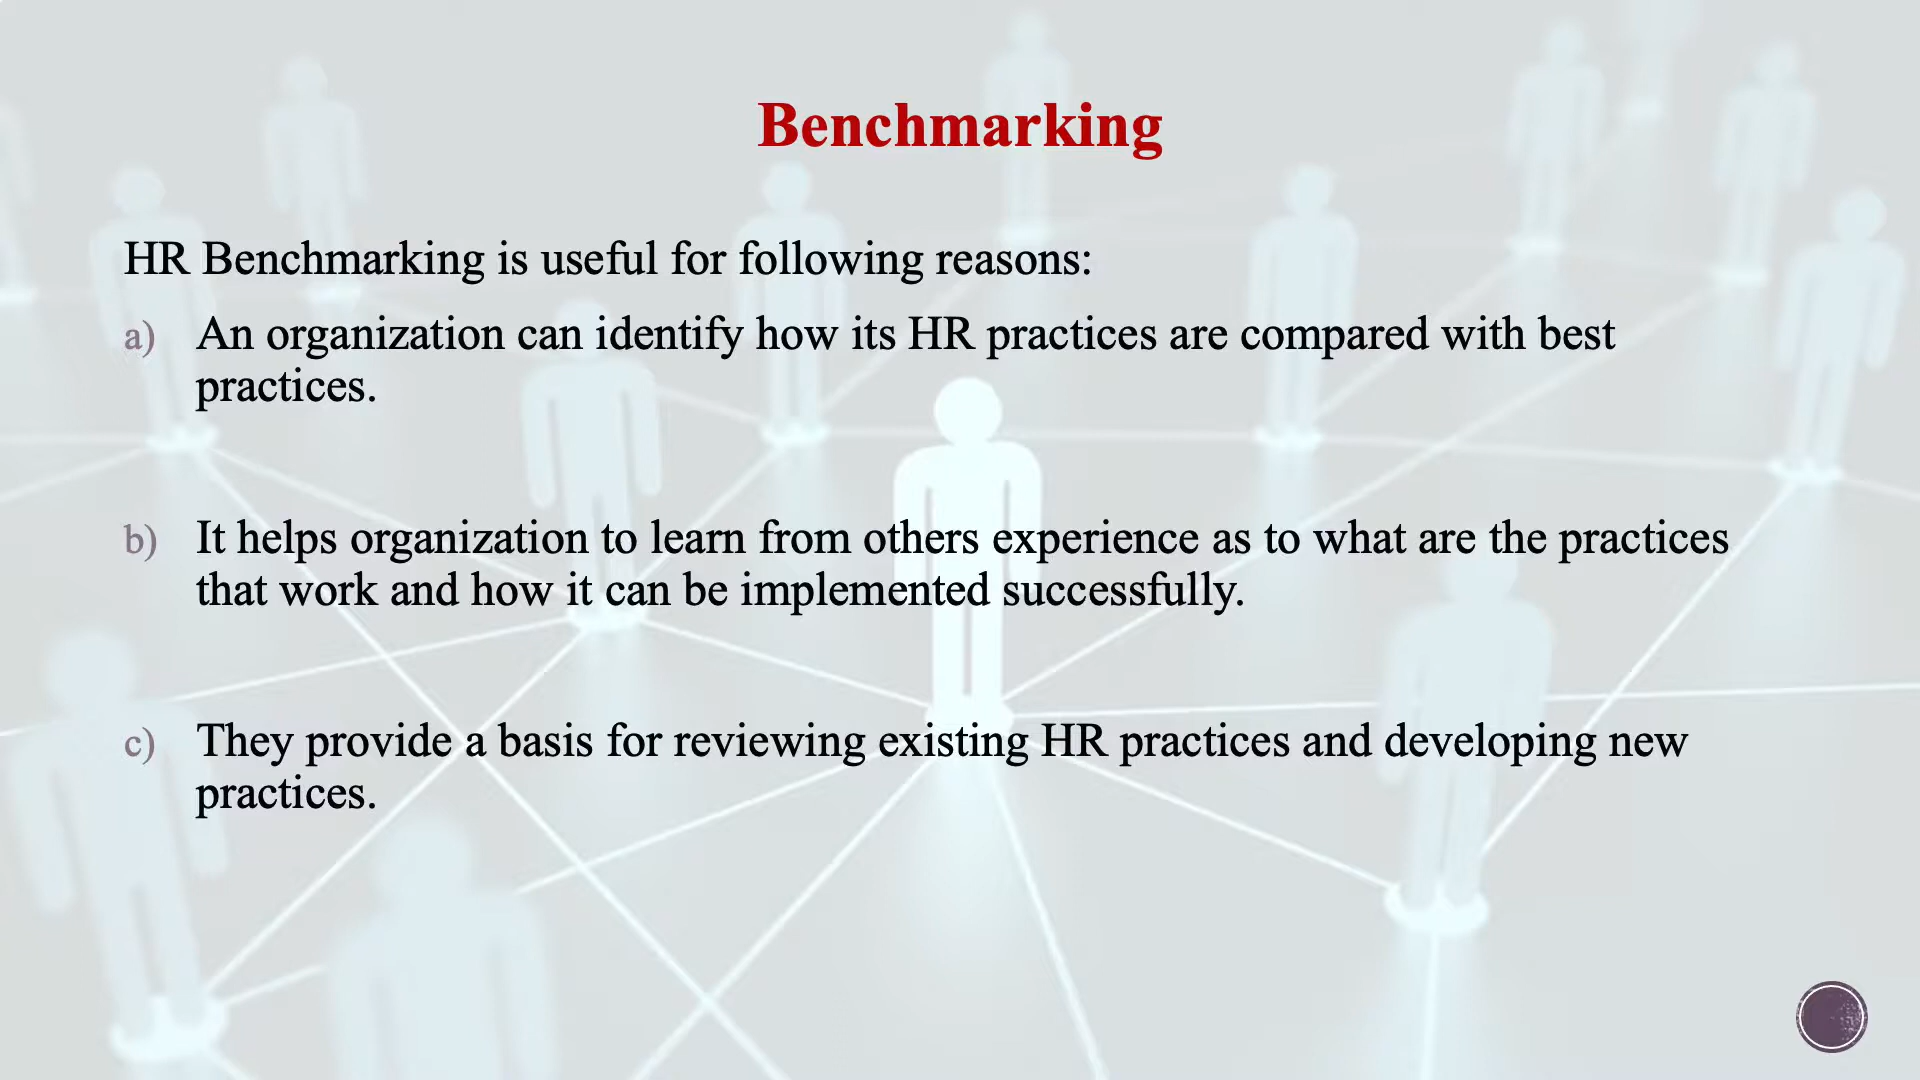 Benchmarking
HR Benchmarking is useful for following reasons:
a) An organization can identify how its HR practices are compared with best
practices.
b) It helps organization to learn from others experience as to what are the practices
that work and how it can be implemented successfully.
c) They provide a basis for reviewing existing HR practices and developing new
practices.